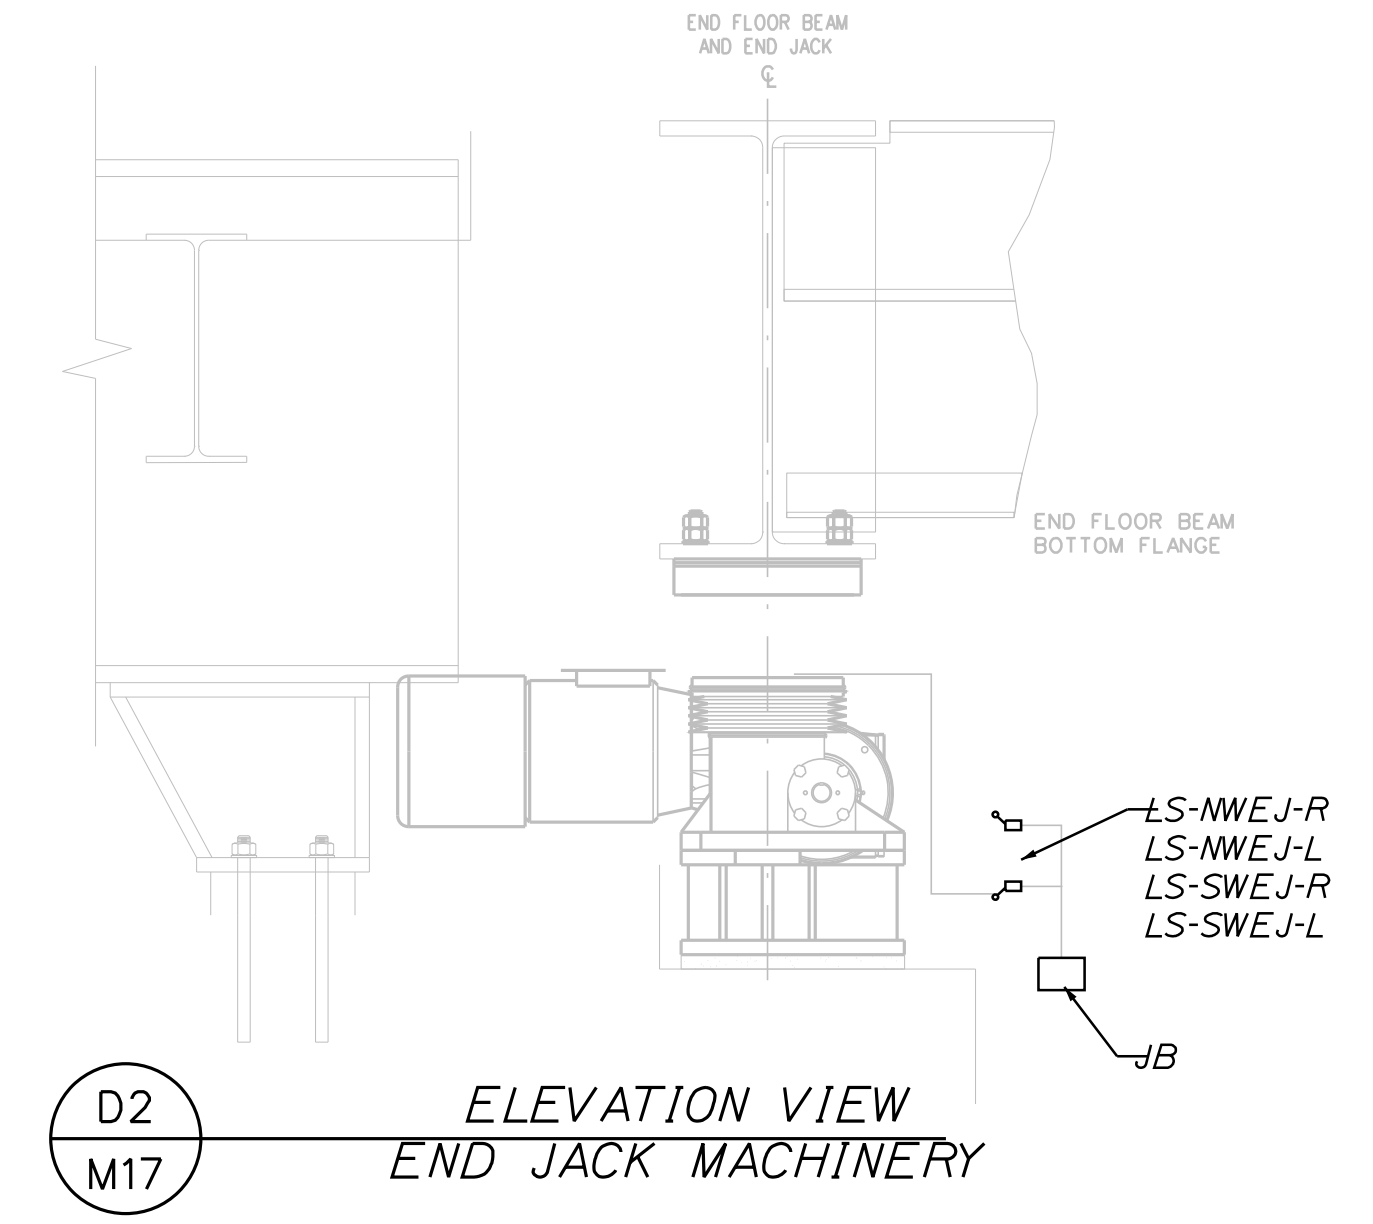 END FLOOR BEAM
AND END JACK
℄
END FLOOR BEAM
BOTTOM FLANGE
LS-NWEJ-R
LS-NWEJ-L
LS-SWEJ-R
LS-SWEJ-L
JB
D2
M17
ELEVATION VIEW
END JACK MACHINERY